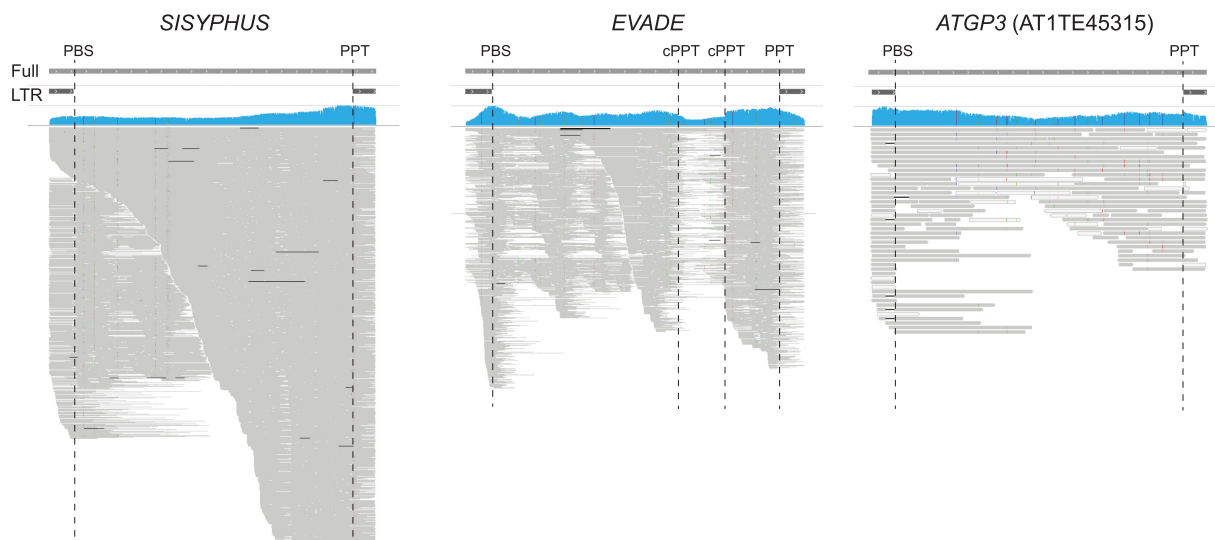 SISYPHUS
EVADE
ATGP3 (AT1TE45315)
PBS
PPT
PBS
cPPT
cPPT
PPT
PBS
PPT
Full
LTR